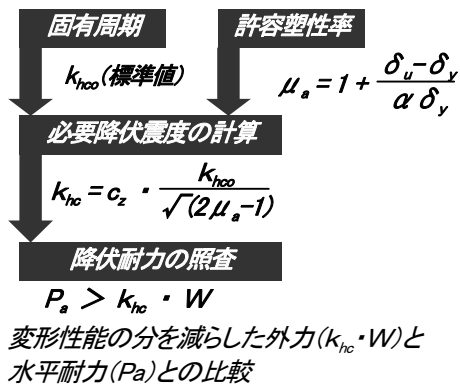 固有周期
許容塑性率
k_hco(標準値)
μ_a = 1 + (δ_u-δ_y)/(α δ_y)
必要降伏震度の計算
k_hc = c_z ・ k_hco/√(2μ_a-1)
降伏耐力の照査
P_a > k_hc ・ W
変形性能の分を減らした外力(k_hc・W)と
水平耐力(Pa)との比較